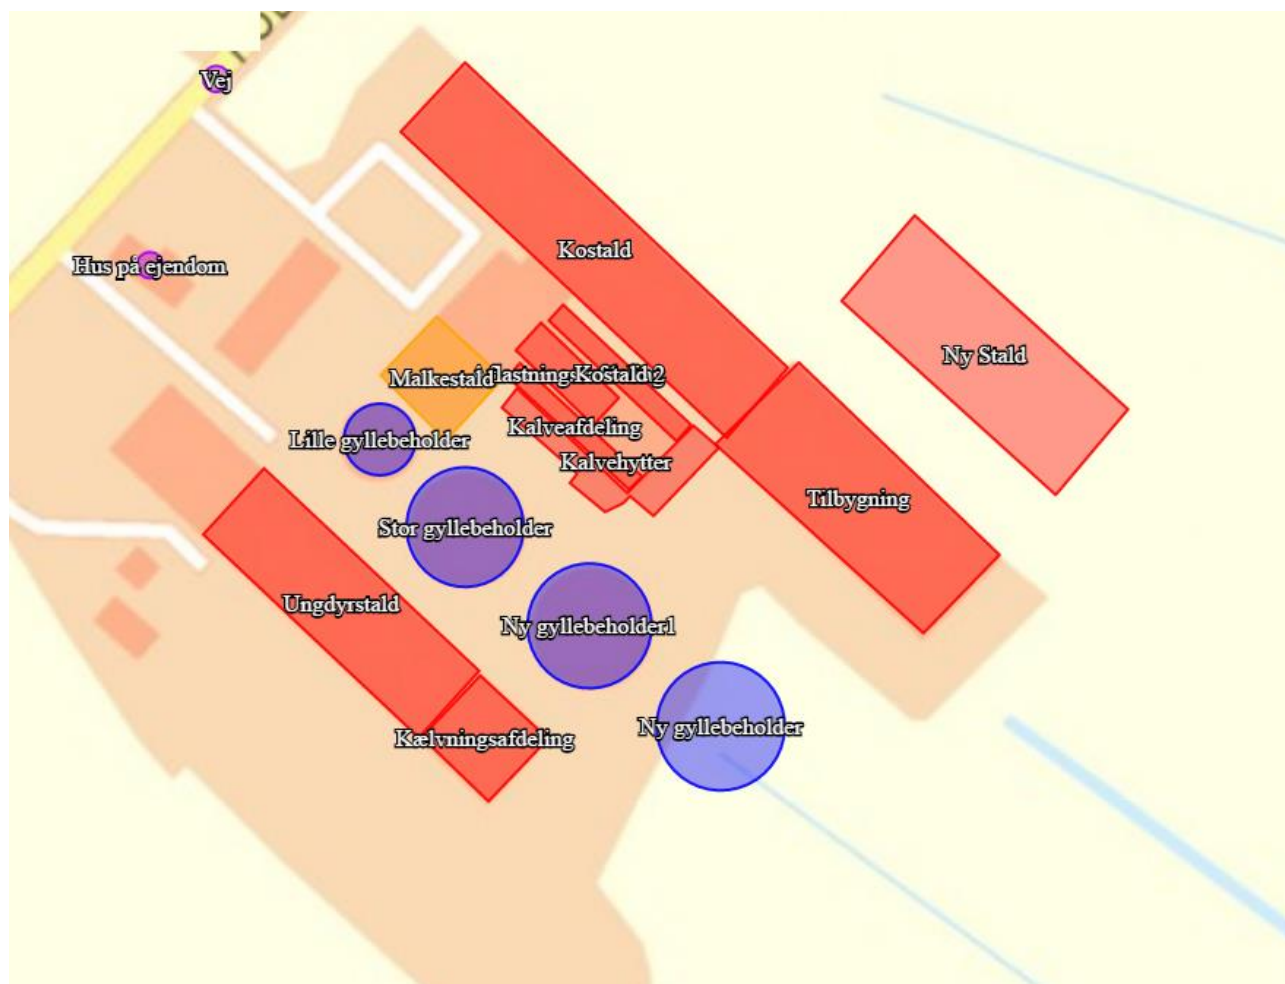 Vej
Kostald
Hus på ejendom
Ny Stald
Malkestald
Kostald 2
Kalveafdeling
Lille gyllebeholder
Kalvehytter
Tilbygning
Stor gyllebeholder
Ungdyrstald
Ny gyllebeholder1
Ny gyllebeholder
Kælvningsafdeling